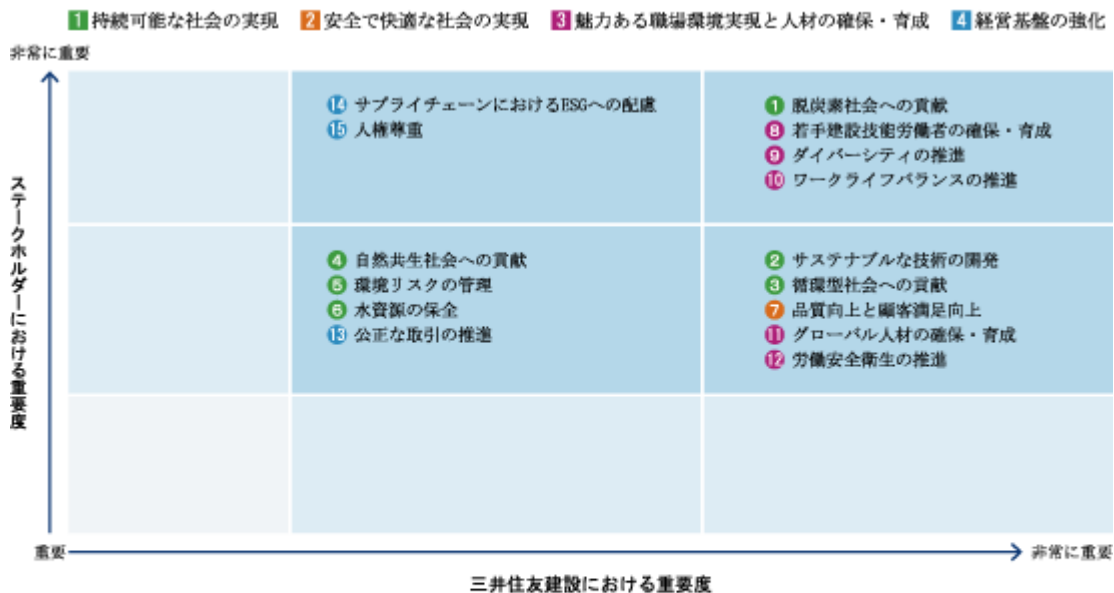 1 持続可能な社会の実現 2 安全で快適な社会の実現 3 魅力ある職場環境実現と人材の確保・育成 4 経営基盤の強化
非常に重要
⑭ サプライチェーンにおけるESGへの配慮
⑮ 人権尊重
① 脱炭素社会への貢献
⑧ 若手建設技能労働者の確保・育成
⑨ ダイバーシティの推進
⑩ ワークライフバランスの推進
ステークホルダーにおける重要度
④ 自然共生社会への貢献
⑤ 環境リスクの管理
⑥ 水資源の保全
⑬ 公正な取引の推進
② サステナブルな技術の開発
③ 循環型社会への貢献
⑦ 品質向上と顧客満足向上
⑪ グローバル人材の確保・育成
⑫ 労働安全衛生の推進
重要
非常に重要
三井住友建設における重要度